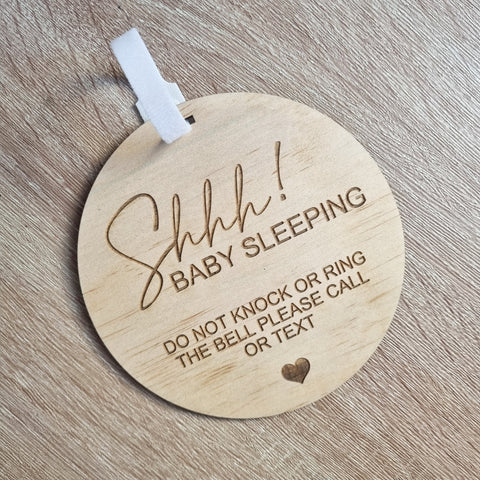 Shhh!
BABY SLEEPING
DO NOT KNOCK OR RING
THE BELL PLEASE CALL
OR TEXT